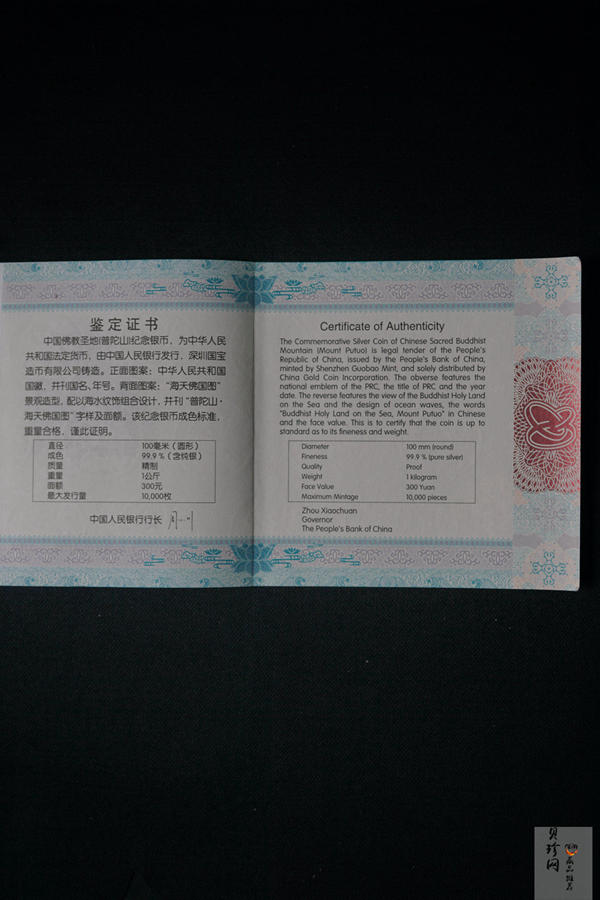 鉴定证书
中国佛教圣地(普陀山)纪念银币，为中华人民
共和国法定货币，由中国人民银行发行，深圳国宝
造币有限公司铸造。正面图案：中华人民共和国
国徽，并刊国名、年号。背面图案：“海天佛国图”
景观造型，配以海水纹饰组合设计，并刊“普陀山·
海天佛国图”字样及面额。该纪念银币成色标准，
重量合格，谨此证明。
直径 100毫米（圆形）
成色 99.9％（含纯银）
质量 精制
重量 1公斤
面额 300元
最大发行量 10,000枚
中国人民银行行长
Certificate of Authenticity
The Commemorative Silver Coin of Chinese Sacred Buddhist
Mountain (Mount Putuo) is legal tender of the People's
Republic of China, issued by the People's Bank of China,
minted by Shenzhen Guobao Mint, and solely distributed by
China Gold Coin Incorporation. The obverse features the
national emblem of the PRC, the title of PRC and the year
date. The reverse features the view of the Buddhist Holy Land
on the Sea and the design of ocean waves, the words
"Buddhist Holy Land on the Sea, Mount Putuo" in Chinese
and the face value. This is to certify that the coin is up to
standard as to its fineness and weight.
Diameter 100 mm (round)
Fineness 99.9 % (pure silver)
Quality Proof
Weight 1 kilogram
Face Value 300 Yuan
Maximum Mintage 10,000 pieces
Zhou Xiaochuan
Governor
The People's Bank of China
贝珍网
藏品推荐